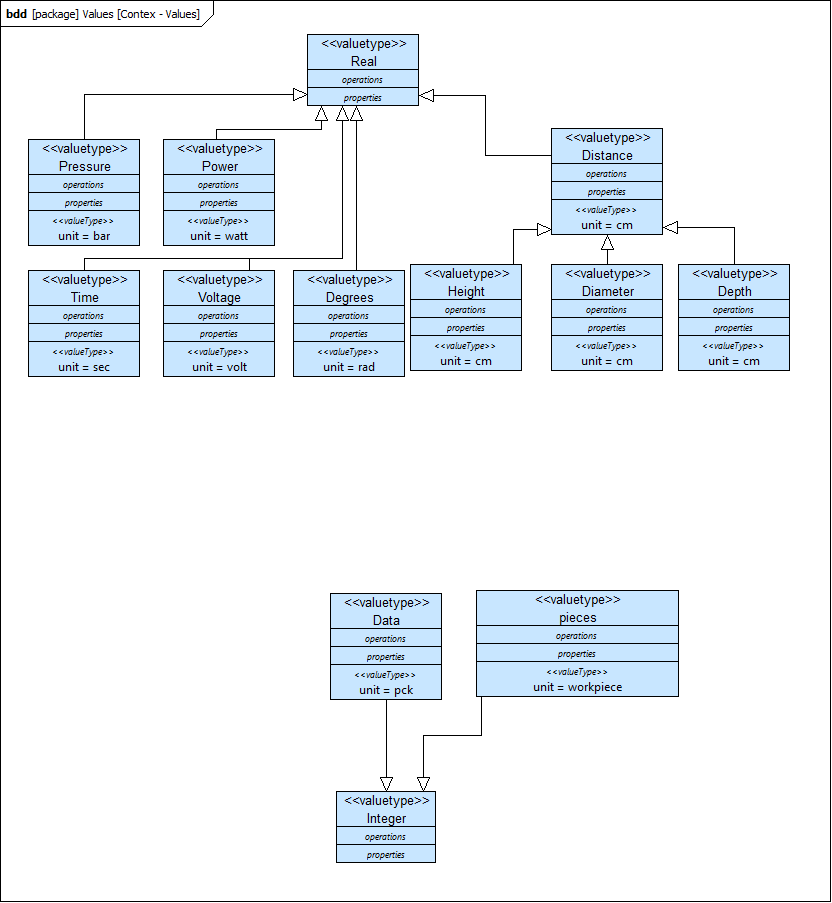 bdd [package] Values [Contex - Values]
<<valuetype>>
Real
operations
properties
<<valuetype>>
Pressure
operations
properties
<<valueType>>
unit = bar
<<valuetype>>
Power
operations
properties
<<valueType>>
unit = watt
<<valuetype>>
Distance
operations
properties
<<valueType>>
unit = cm
<<valuetype>>
Time
operations
properties
<<valueType>>
unit = sec
<<valuetype>>
Voltage
operations
properties
<<valueType>>
unit = volt
<<valuetype>>
Degrees
operations
properties
<<valueType>>
unit = rad
<<valuetype>>
Height
operations
properties
<<valueType>>
unit = cm
<<valuetype>>
Diameter
operations
properties
<<valueType>>
unit = cm
<<valuetype>>
Depth
operations
properties
<<valueType>>
unit = cm
<<valuetype>>
Data
operations
properties
<<valueType>>
unit = pck
<<valuetype>>
pieces
operations
properties
<<valueType>>
unit = workpiece
<<valuetype>>
Integer
operations
properties